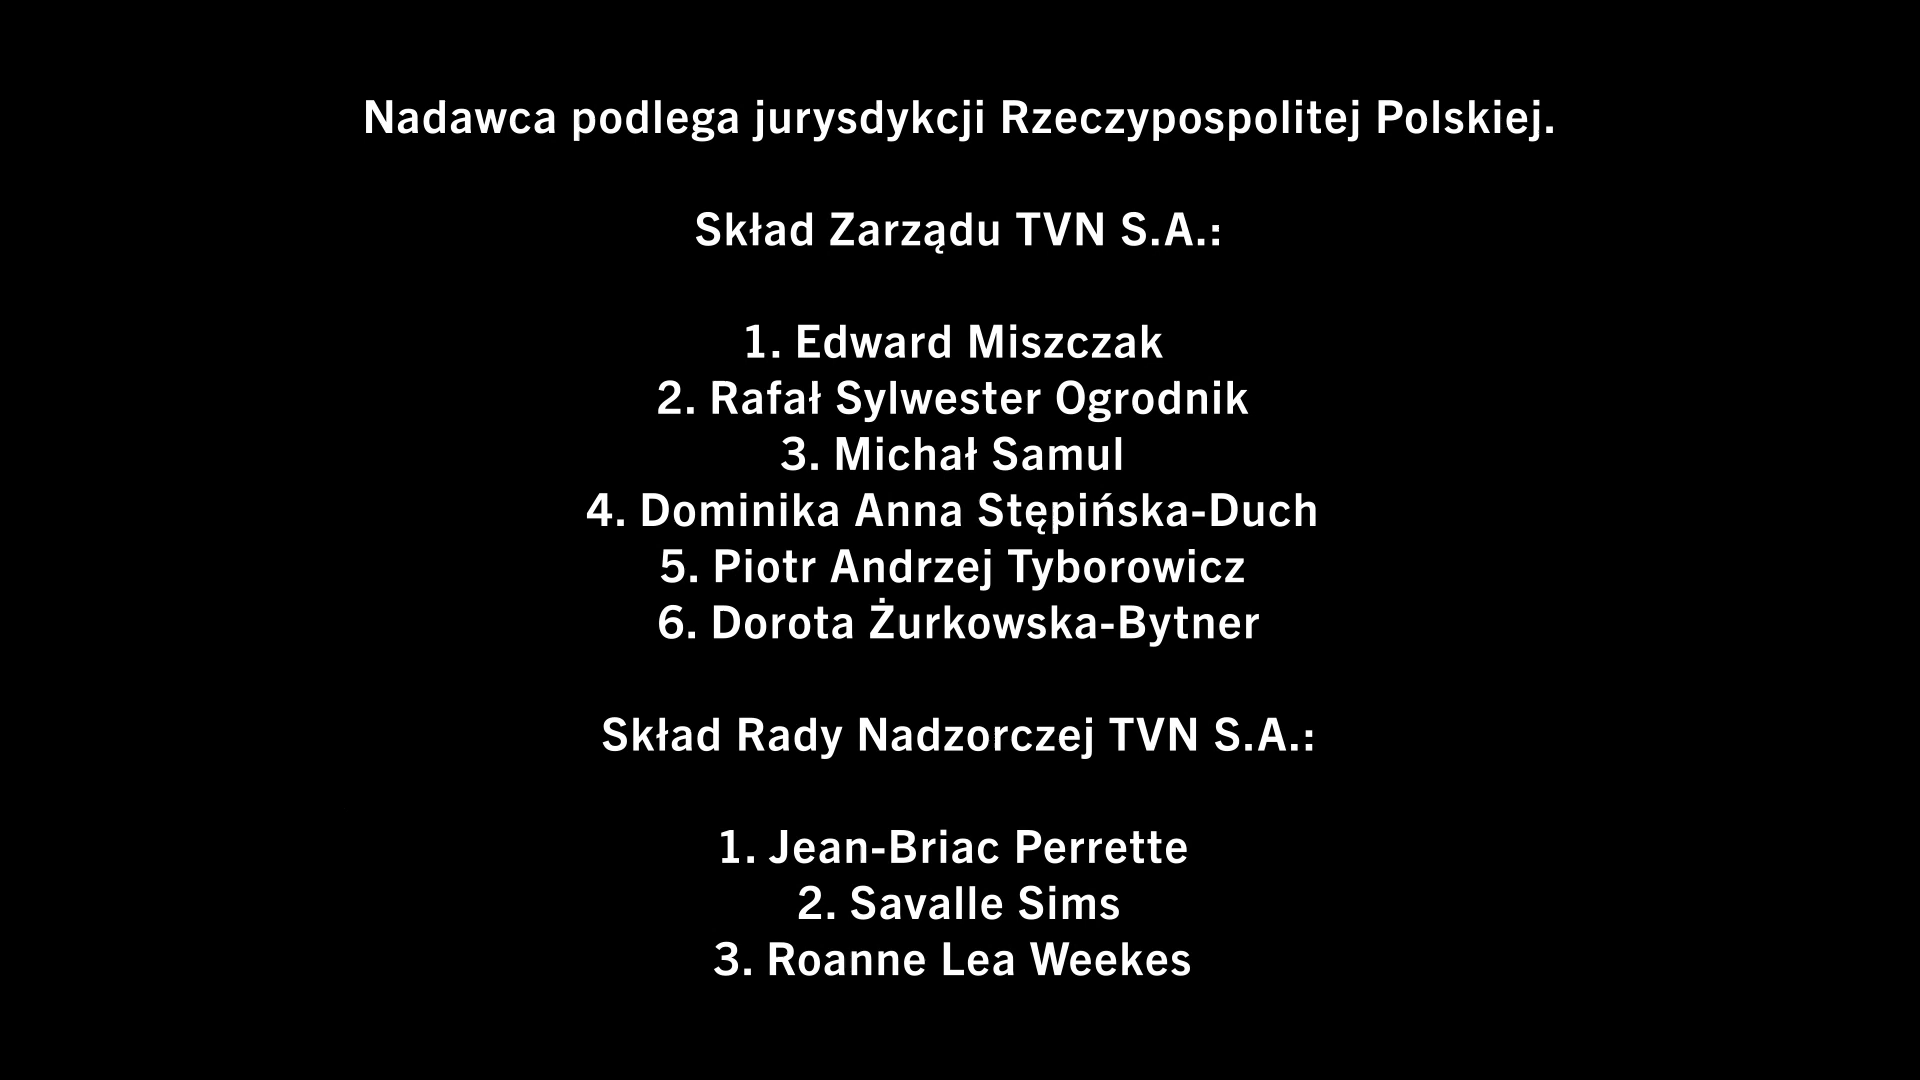 Nadawca podlega jurysdykcji Rzeczypospolitej Polskiej.
Skład Zarządu TVN S.A.:
1. Edward Miszczak
2. Rafał Sylwester Ogrodnik
3. Michał Samul
4. Dominika Anna Stępińska-Duch
5. Piotr Andrzej Tyborowicz
6. Dorota Żurkowska-Bytner
Skład Rady Nadzorczej TVN S.A.:
1. Jean-Briac Perrette
2. Savalle Sims
3. Roanne Lea Weekes